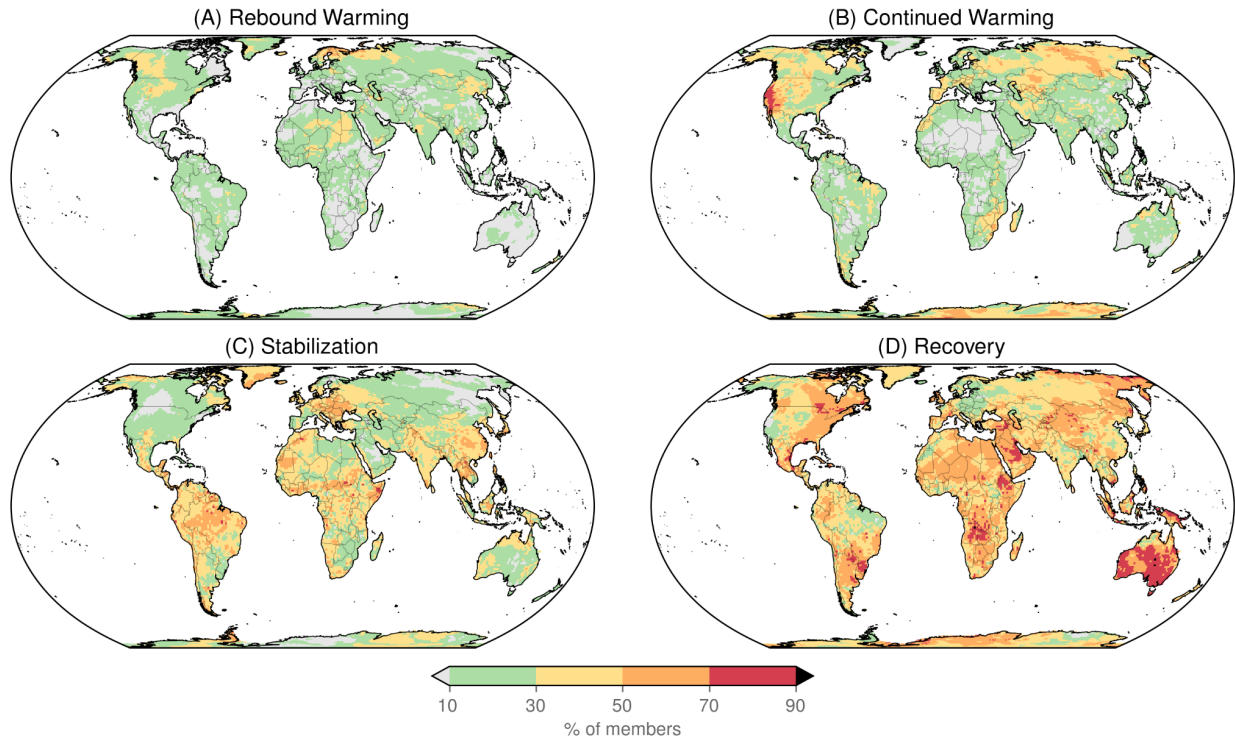 (A) Rebound Warming
(B) Continued Warming
(C) Stabilization
(D) Recovery
10 30 50 70 90
% of members